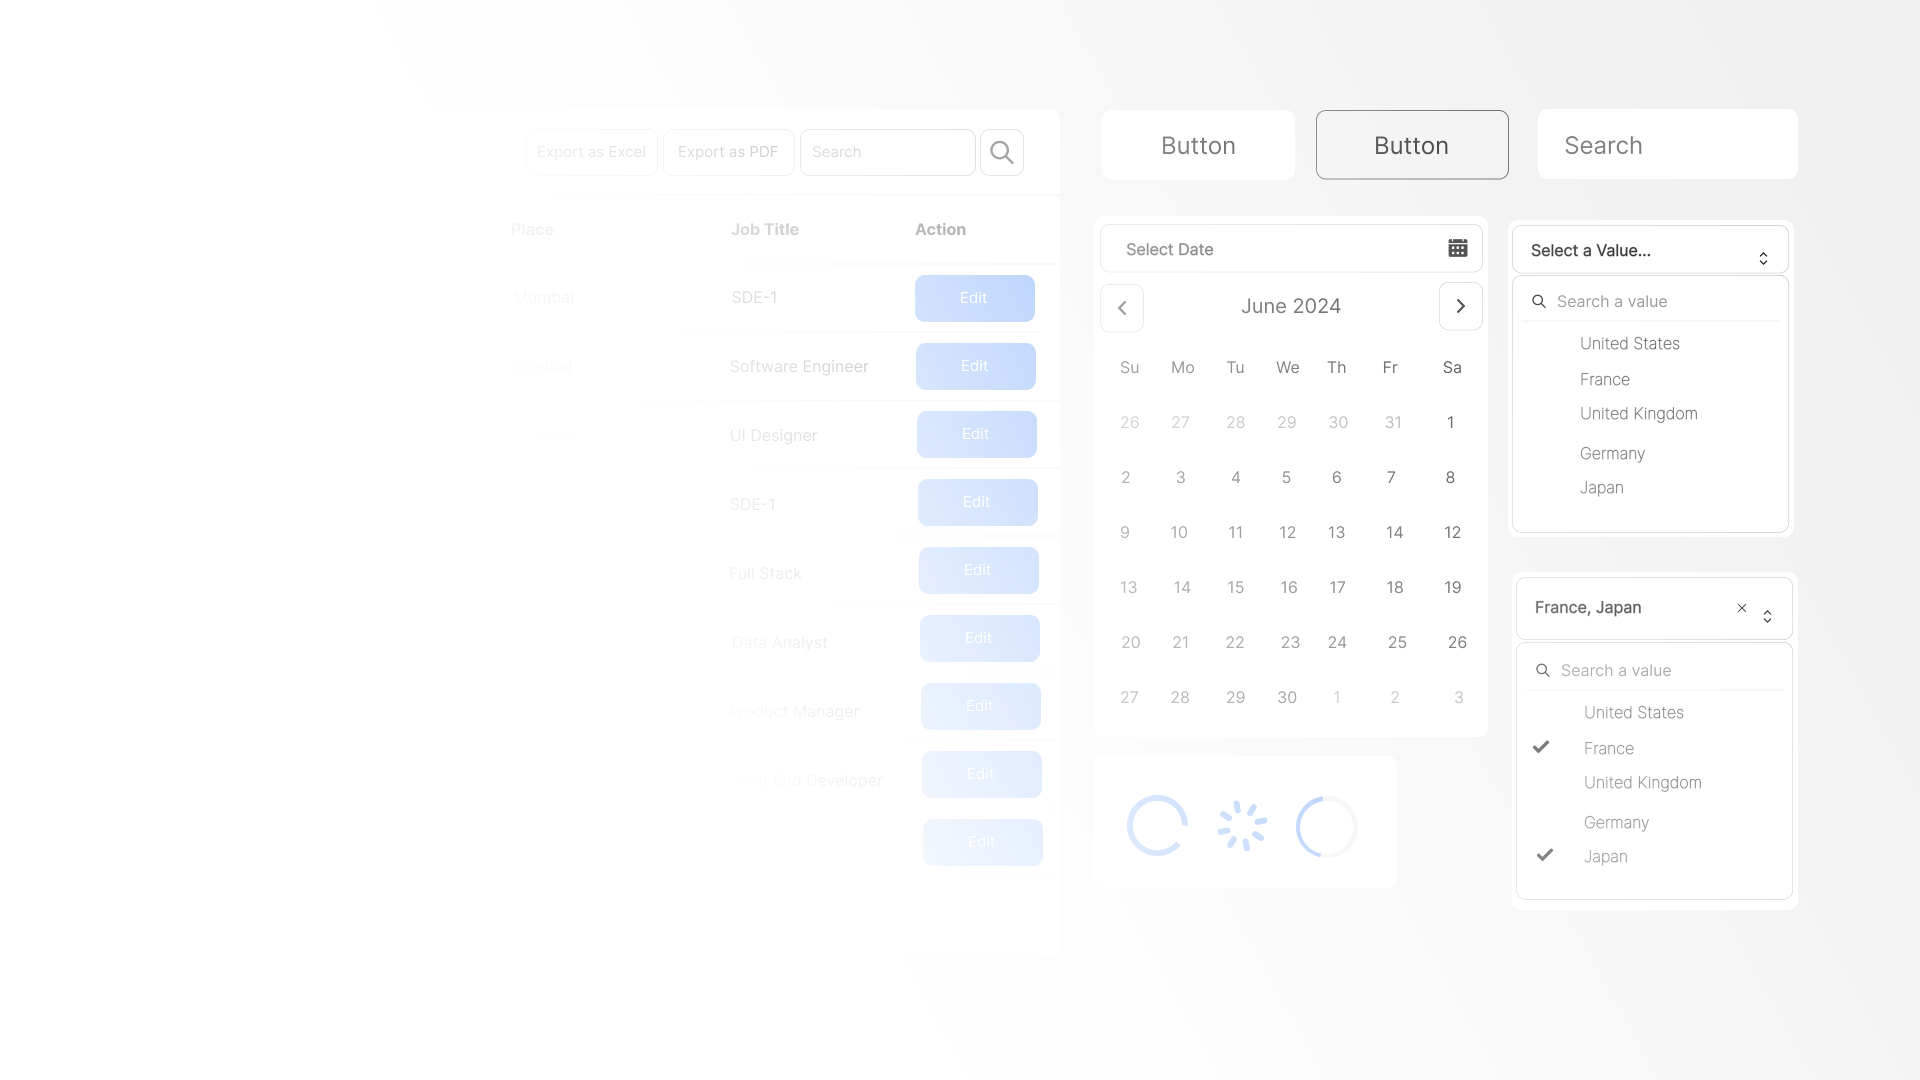 Export as Excel Export as PDF Search
Place Job Title Action
Mumbai SDE-1 Edit
Mumbai Software Engineer Edit
UI Designer Edit
SDE-1 Edit
Full Stack Edit
Data Analyst Edit
Product Manager Edit
End Developer Edit
Edit
Button
Button
Search
Select Date
June 2024
Su Mo Tu We Th Fr Sa
26 27 28 29 30 31 1
2 3 4 5 6 7 8
9 10 11 12 13 14 12
13 14 15 16 17 18 19
20 21 22 23 24 25 26
27 28 29 30 1 2 3
Select a Value...
Search a value
United States
France
United Kingdom
Germany
Japan
France, Japan
Search a value
United States
France
United Kingdom
Germany
Japan